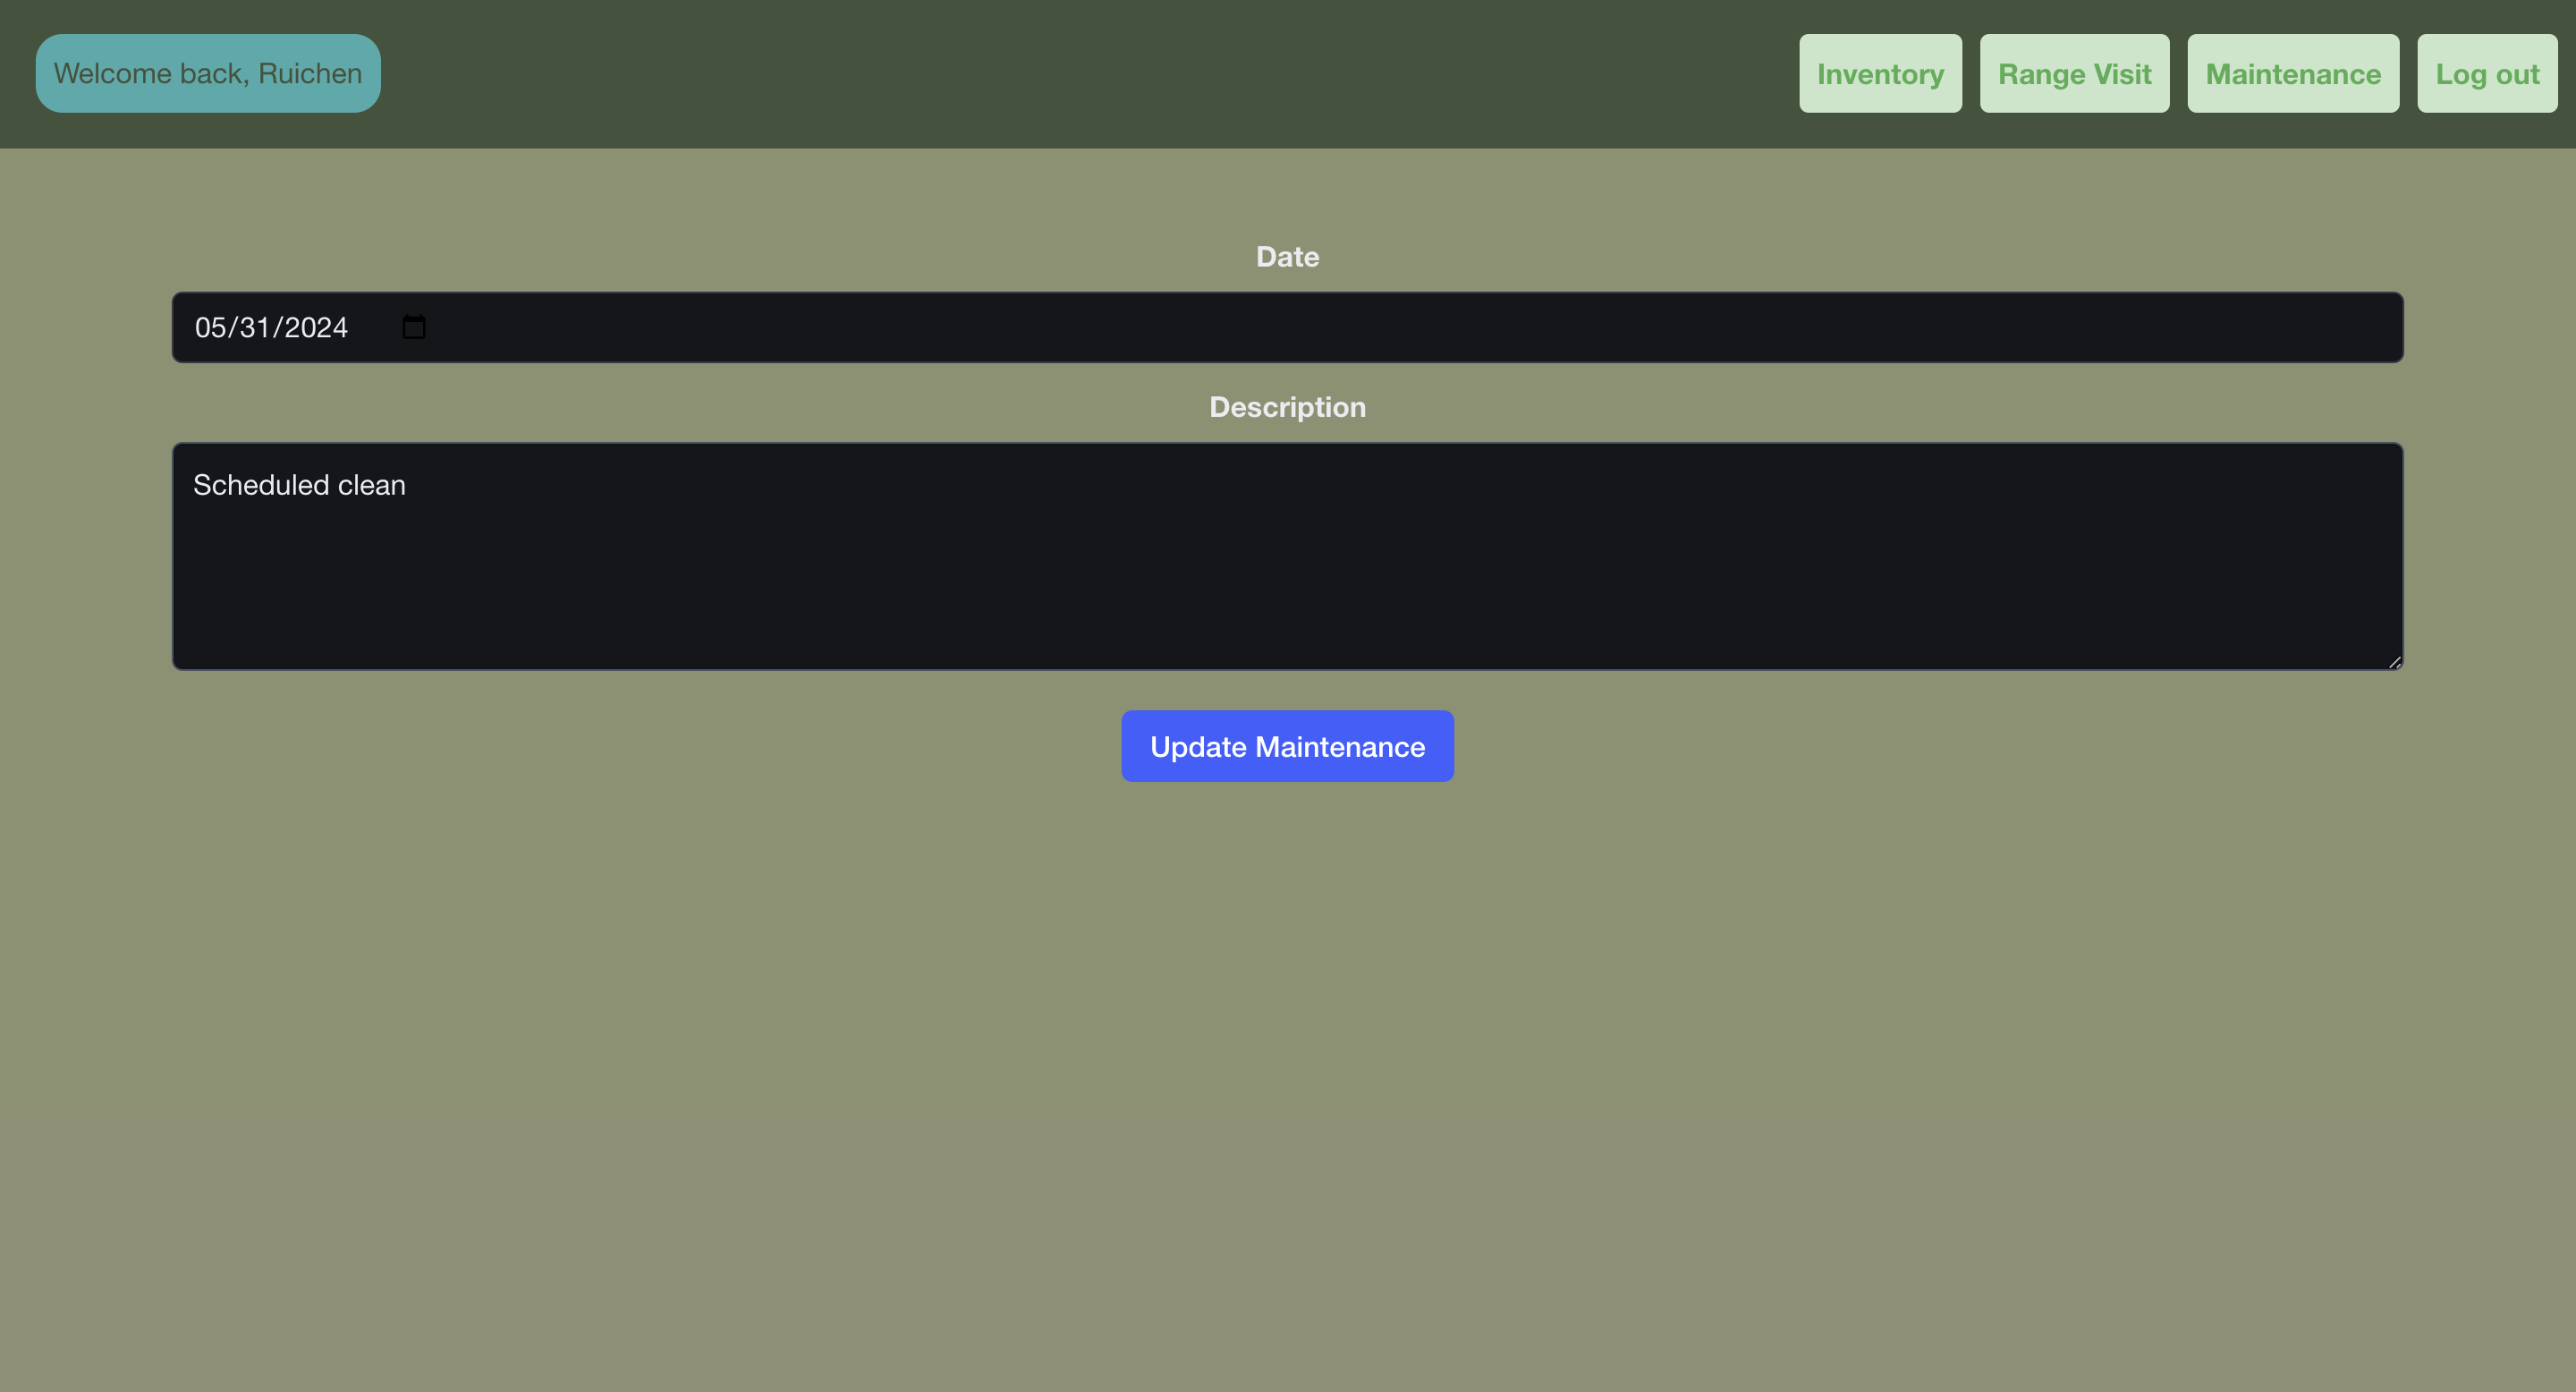 Welcome back, Ruichen
Inventory
Range Visit
Maintenance
Log out
Date
05/31/2024
Description
Scheduled clean
Update Maintenance